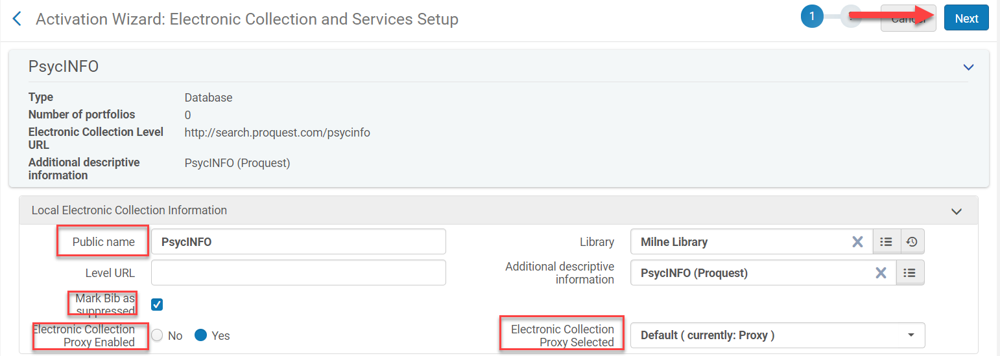 Activation Wizard: Electronic Collection and Services Setup
1
Next
PsycINFO
Type Database
Number of portfolios 0
Electronic Collection Level URL http://search.proquest.com/psycinfo
Additional descriptive information PsycINFO (Proquest)
Local Electronic Collection Information
Public name PsycINFO
Library Milne Library
Level URL
Additional descriptive information PsycINFO (Proquest)
Mark Bib as suppressed
Electronic Collection Proxy Enabled No Yes
Electronic Collection Proxy Selected Default ( currently: Proxy )